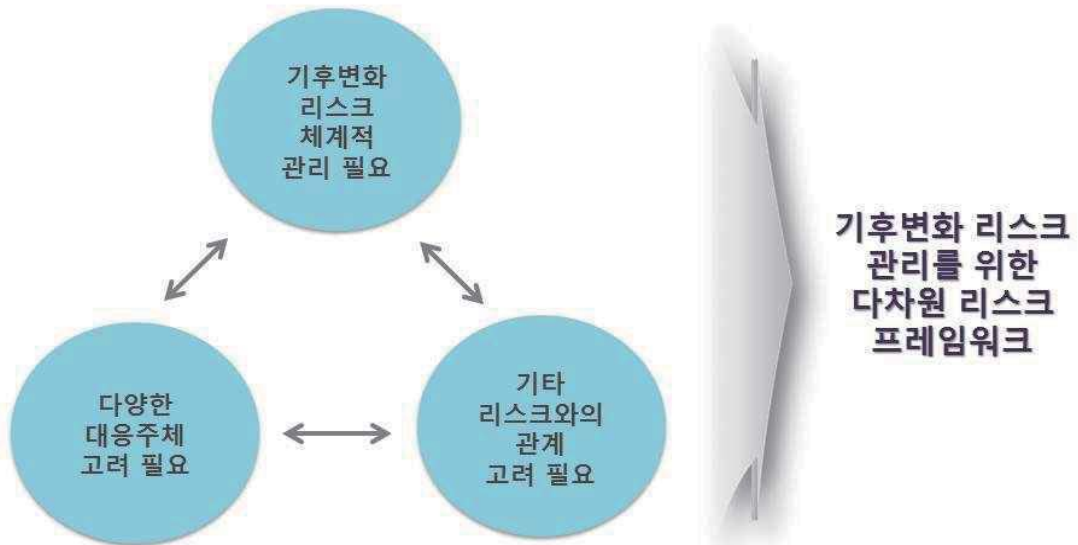 기후변화
리스크
체계적
관리 필요
다양한
대응주체
고려 필요
기타
리스크와의
관계
고려 필요
기후변화 리스크
관리를 위한
다차원 리스크
프레임워크